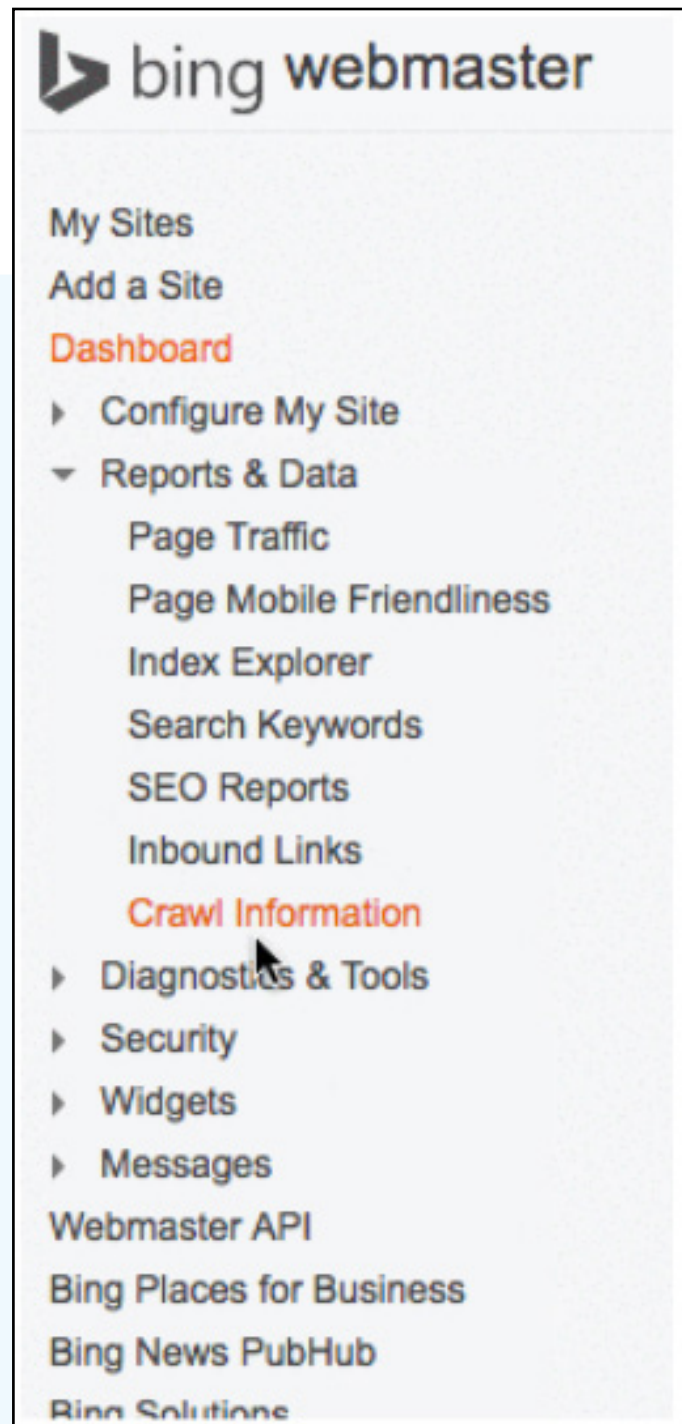 bing webmaster
My Sites
Add a Site
Dashboard
Configure My Site
Reports & Data
Page Traffic
Page Mobile Friendliness
Index Explorer
Search Keywords
SEO Reports
Inbound Links
Crawl Information
Diagnostics & Tools
Security
Widgets
Messages
Webmaster API
Bing Places for Business
Bing News PubHub
Bing Solutions